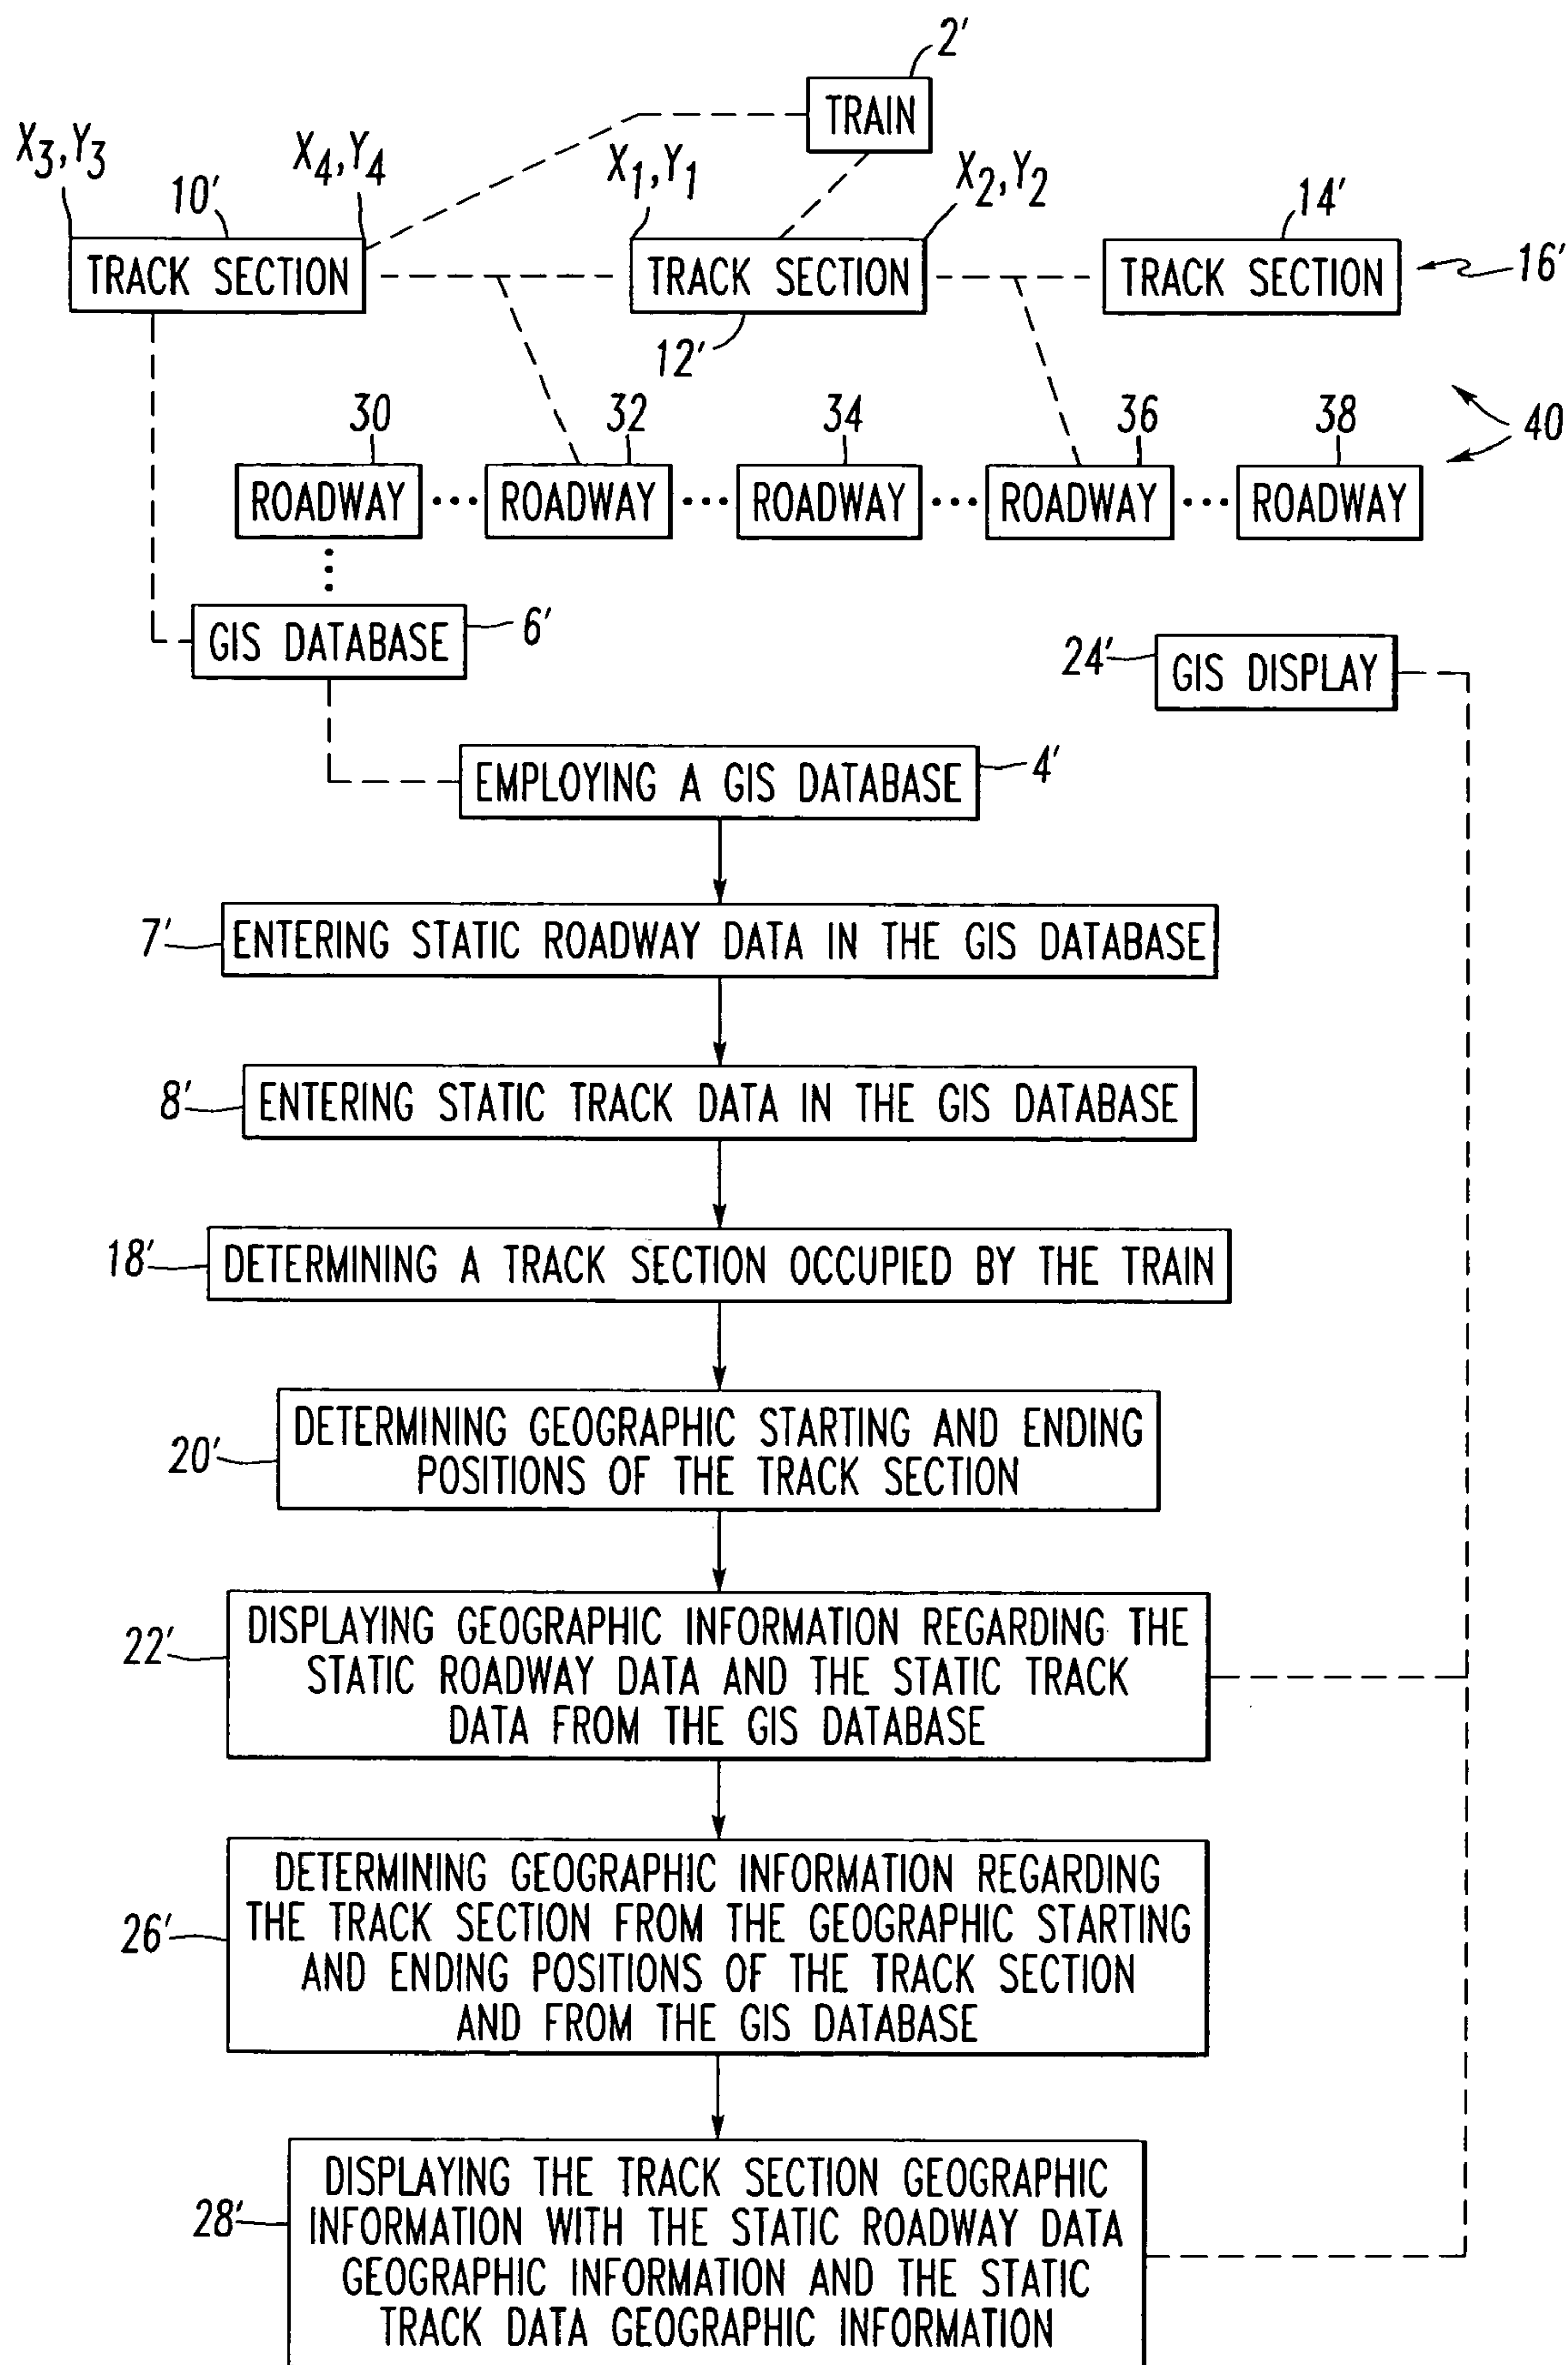 2'
TRAIN
X3,Y3
X4,Y4
X1,Y1
X2,Y2
10'
14'
TRACK SECTION
TRACK SECTION
TRACK SECTION
16'
12'
30
32
34
36
38
40
ROADWAY ••• ROADWAY ••• ROADWAY ••• ROADWAY ••• ROADWAY
GIS DATABASE
6'
24'
GIS DISPLAY
EMPLOYING A GIS DATABASE
4'
7'
ENTERING STATIC ROADWAY DATA IN THE GIS DATABASE
8'
ENTERING STATIC TRACK DATA IN THE GIS DATABASE
18'
DETERMINING A TRACK SECTION OCCUPIED BY THE TRAIN
20'
DETERMINING GEOGRAPHIC STARTING AND ENDING
POSITIONS OF THE TRACK SECTION
22'
DISPLAYING GEOGRAPHIC INFORMATION REGARDING THE
STATIC ROADWAY DATA AND THE STATIC TRACK
DATA FROM THE GIS DATABASE
26'
DETERMINING GEOGRAPHIC INFORMATION REGARDING
THE TRACK SECTION FROM THE GEOGRAPHIC STARTING
AND ENDING POSITIONS OF THE TRACK SECTION
AND FROM THE GIS DATABASE
28'
DISPLAYING THE TRACK SECTION GEOGRAPHIC
INFORMATION WITH THE STATIC ROADWAY DATA
GEOGRAPHIC INFORMATION AND THE STATIC
TRACK DATA GEOGRAPHIC INFORMATION